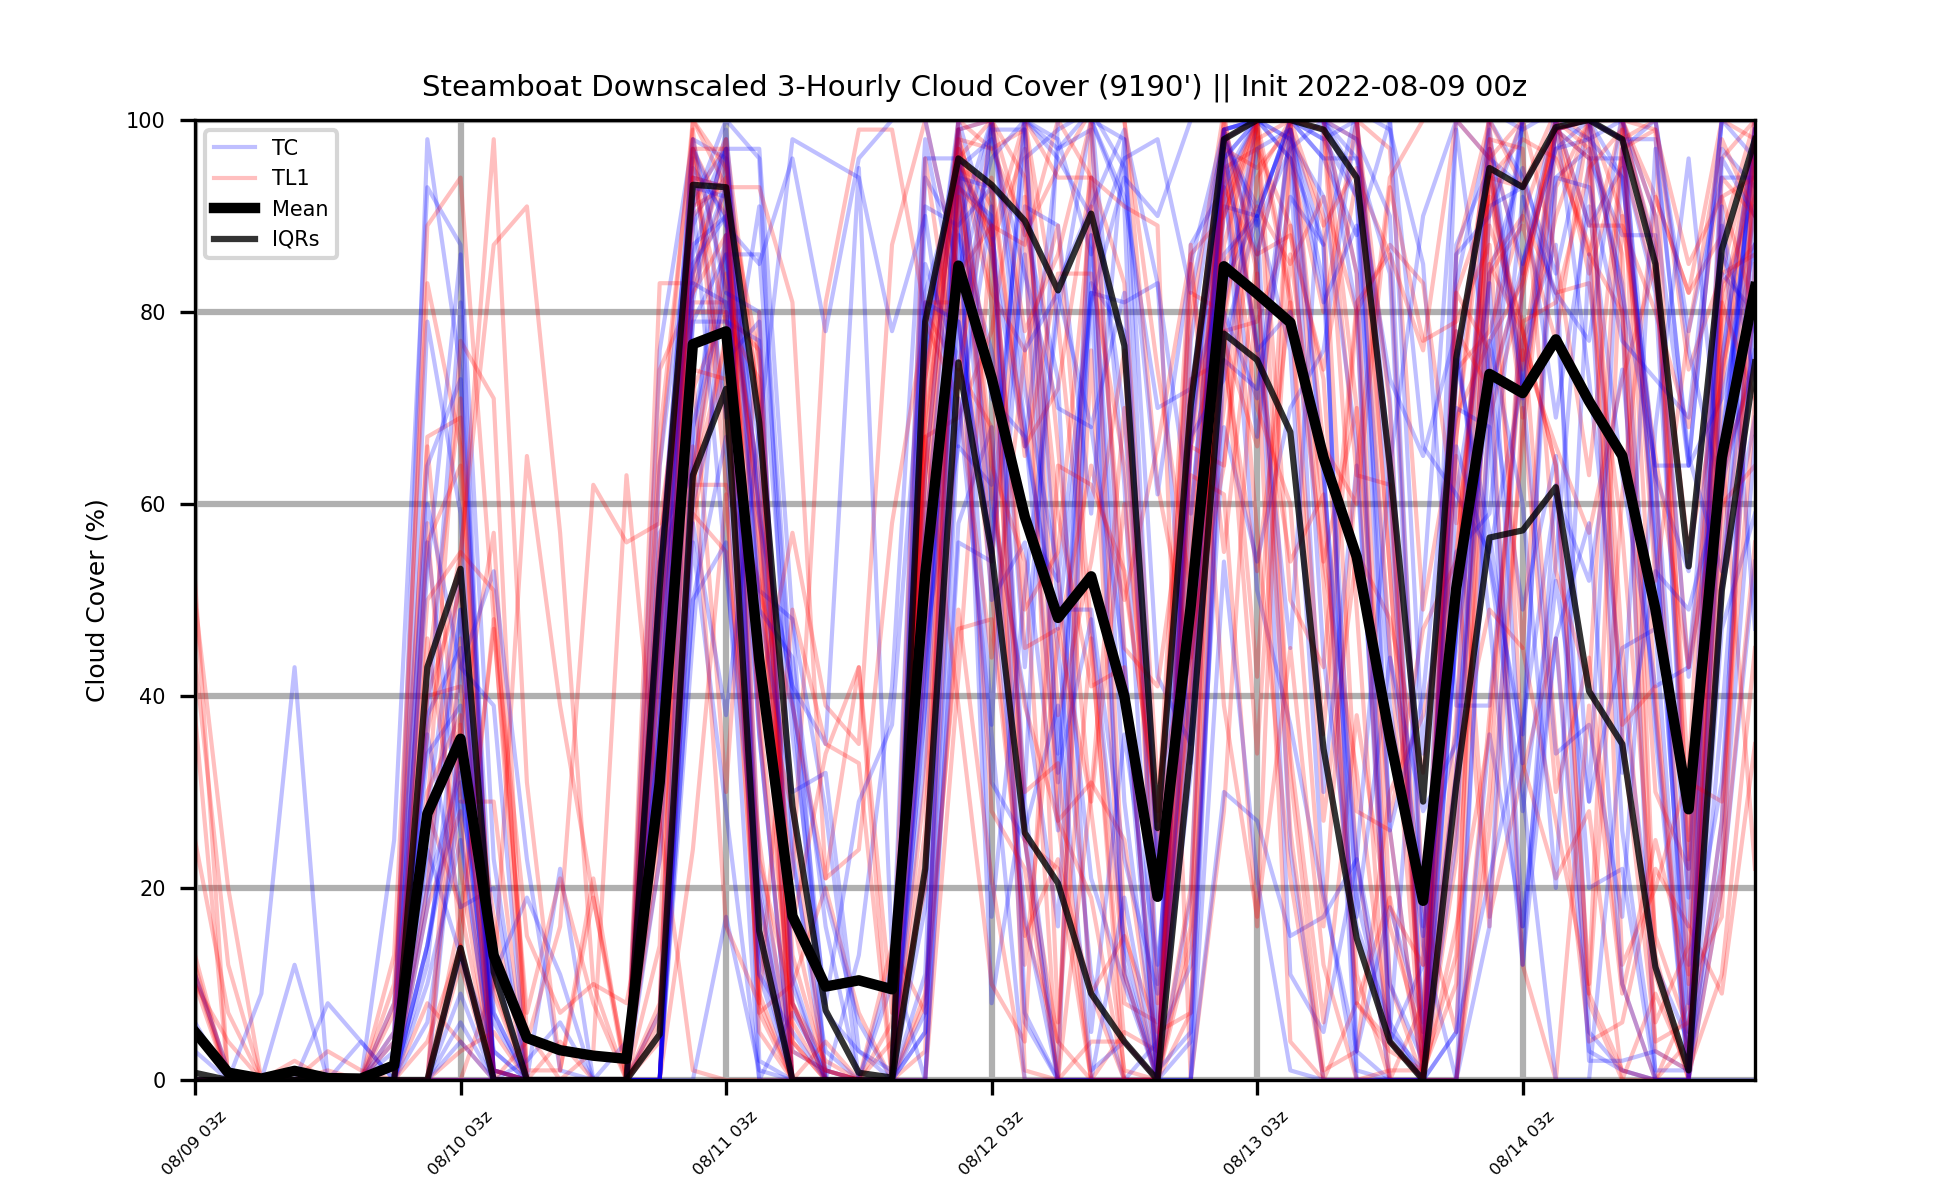 Steamboat Downscaled 3-Hourly Cloud Cover (9190') || Init 2022-08-09 00z
TC
TL1
Mean
IQRs
Cloud Cover (%)
100
80
60
40
20
0
08/09 03z
08/10 03z
08/11 03z
08/12 03z
08/13 03z
08/14 03z